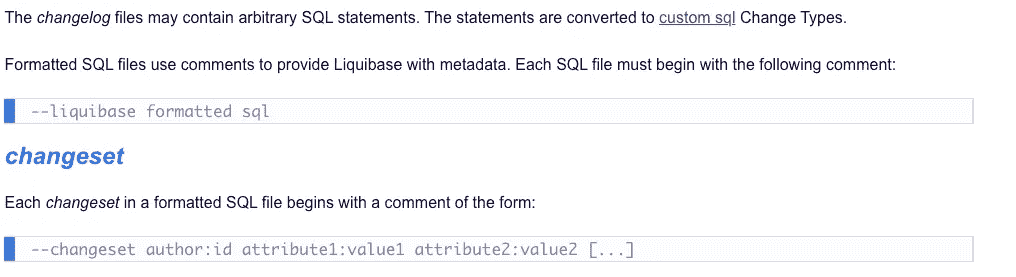 The changelog files may contain arbitrary SQL statements. The statements are converted to custom sql Change Types.
Formatted SQL files use comments to provide Liquibase with metadata. Each SQL file must begin with the following comment:
--liquibase formatted sql
changeset
Each changeset in a formatted SQL file begins with a comment of the form:
--changeset author:id attribute1:value1 attribute2:value2 [...]